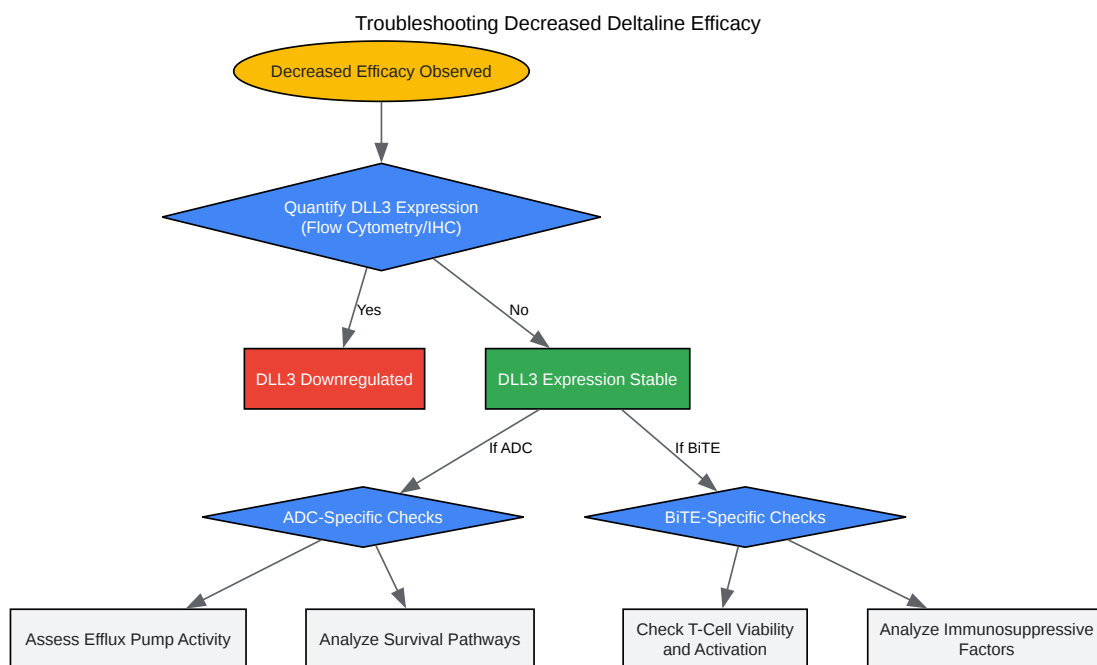 Troubleshooting Decreased Deltaline Efficacy
Decreased Efficacy Observed
Quantify DLL3 Expression
(Flow Cytometry/IHC)
Yes
No
DLL3 Downregulated
DLL3 Expression Stable
If ADC
If BiTE
ADC-Specific Checks
BiTE-Specific Checks
Assess Efflux Pump Activity
Analyze Survival Pathways
Check T-Cell Viability
and Activation
Analyze Immunosuppressive
Factors